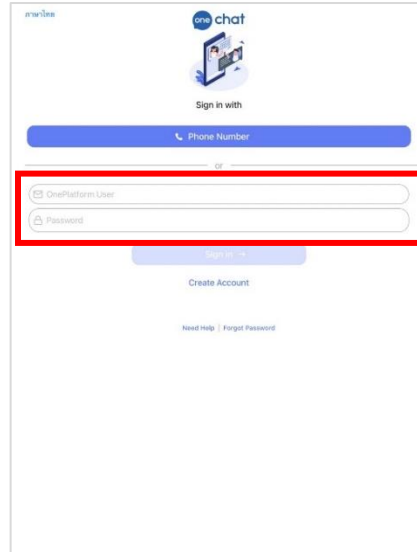 ภาษาไทย
one chat
Sign in with
Phone Number
or
OnePlatform User
Password
Sign in →
Create Account
Need Help | Forgot Password